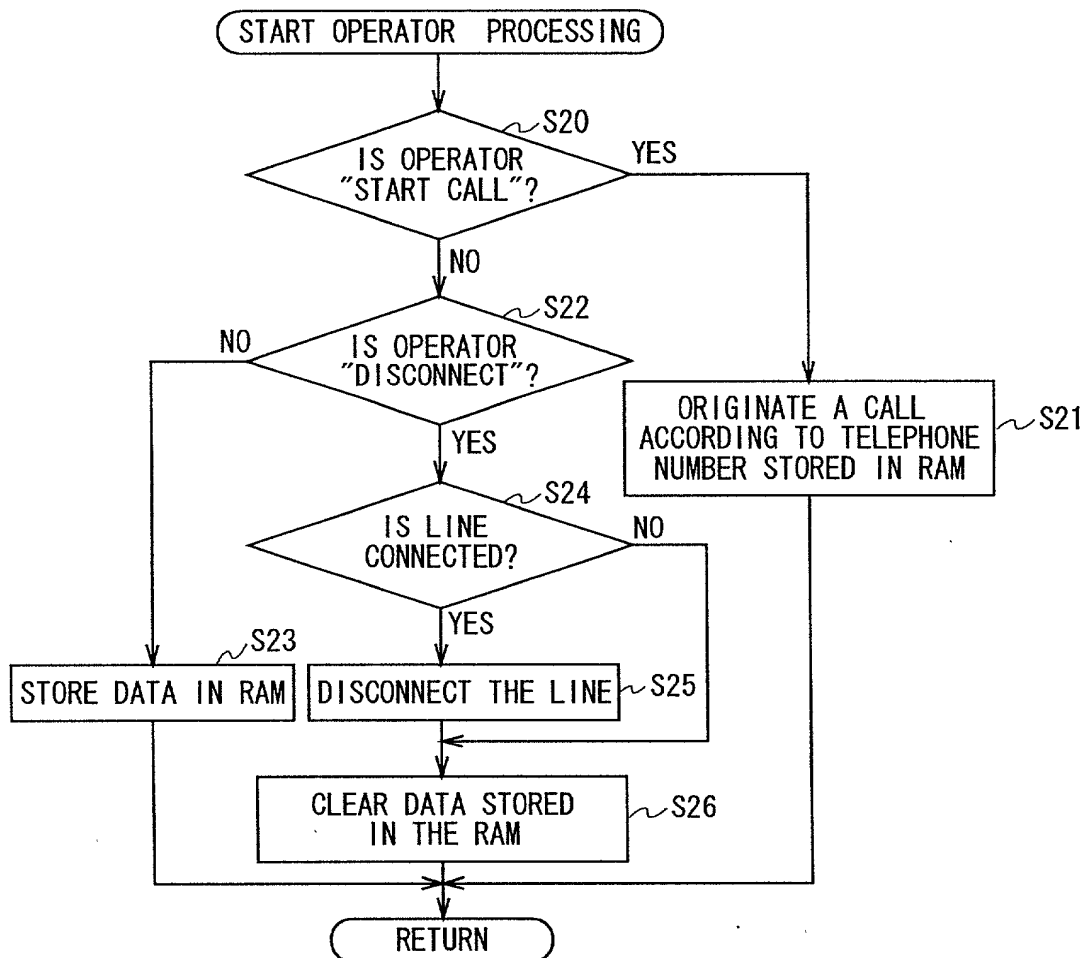 START OPERATOR PROCESSING
S20
IS OPERATOR
"START CALL"?
YES
NO
S22
IS OPERATOR
"DISCONNECT"?
NO
YES
ORIGINATE A CALL
ACCORDING TO TELEPHONE
NUMBER STORED IN RAM
S21
S24
IS LINE
CONNECTED?
NO
YES
S23
STORE DATA IN RAM
DISCONNECT THE LINE
S25
CLEAR DATA STORED
IN THE RAM
S26
RETURN